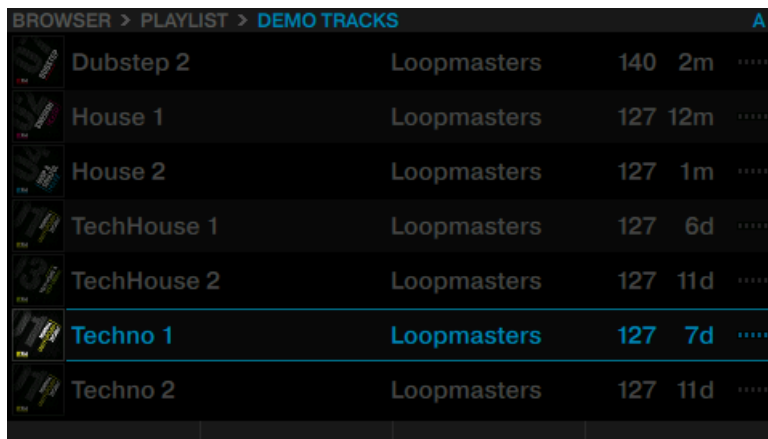 BROWSER > PLAYLIST > DEMO TRACKS A
Dubstep 2 Loopmasters 140 2m
House 1 Loopmasters 127 12m
House 2 Loopmasters 127 1m
TechHouse 1 Loopmasters 127 6d
TechHouse 2 Loopmasters 127 11d
Techno 1 Loopmasters 127 7d
Techno 2 Loopmasters 127 11d